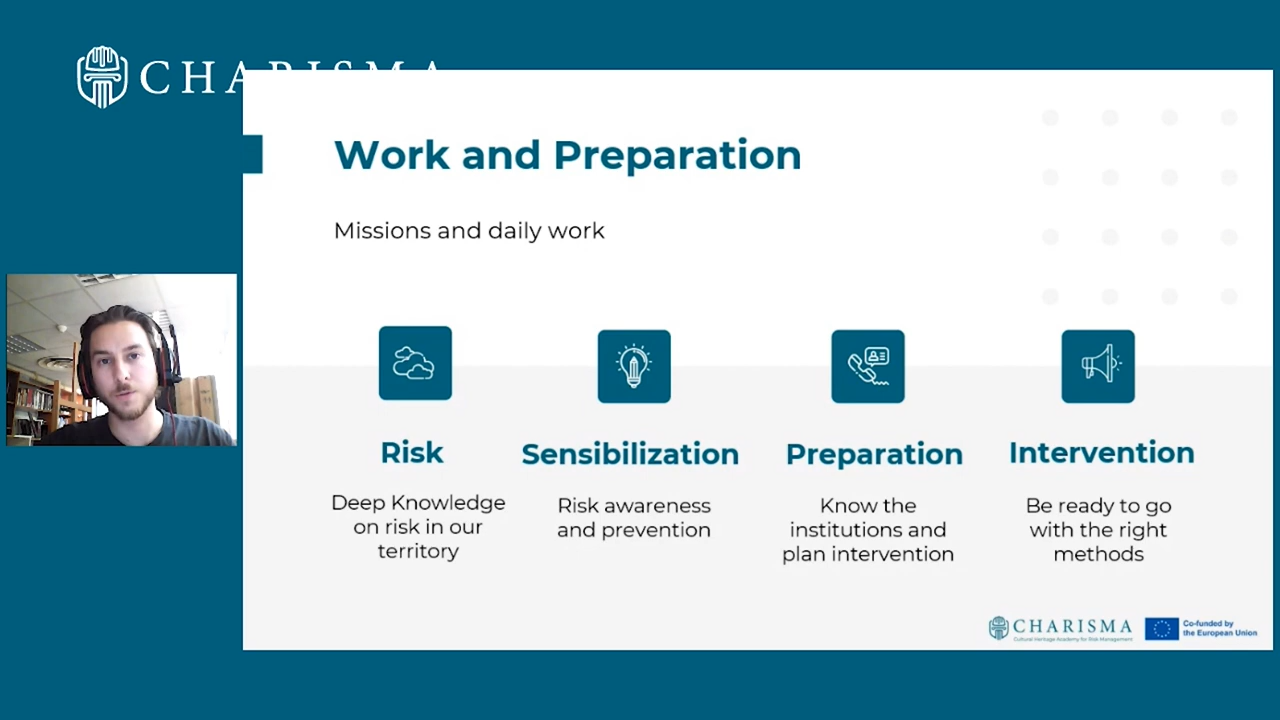 CHARISMA
Work and Preparation
Missions and daily work
Risk
Deep Knowledge
on risk in our
territory
Sensibilization
Risk awareness
and prevention
Preparation
Know the
institutions and
plan intervention
Intervention
Be ready to go
with the right
methods
CHARISMA
Cultural Heritage Academy for Risk Management
Co-funded by
the European Union